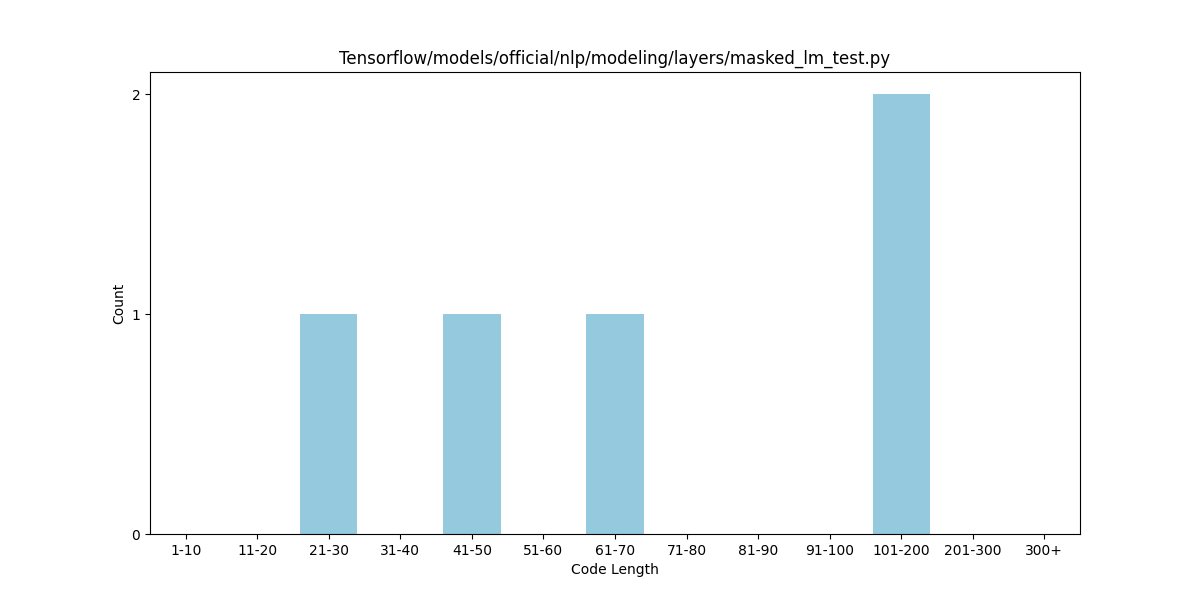 Tensorflow/models/official/nlp/modeling/layers/masked_lm_test.py
2
1
0
Count
1-10 11-20 21-30 31-40 41-50 51-60 61-70 71-80 81-90 91-100 101-200 201-300 300+
Code Length